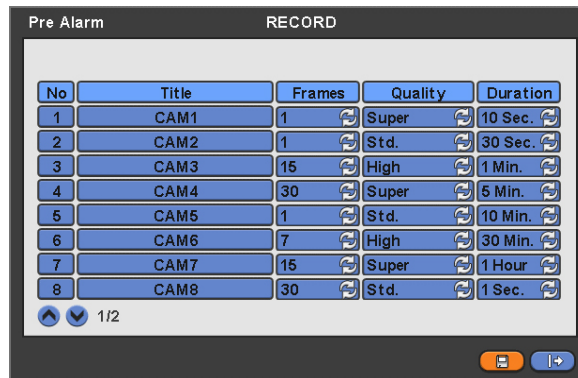 Pre Alarm RECORD
No Title Frames Quality Duration
1 CAM1 1 Super 10 Sec.
2 CAM2 1 Std. 30 Sec.
3 CAM3 15 High 1 Min.
4 CAM4 30 Super 5 Min.
5 CAM5 1 Std. 10 Min.
6 CAM6 7 High 30 Min.
7 CAM7 15 Super 1 Hour
8 CAM8 30 Std. 1 Sec.
1/2